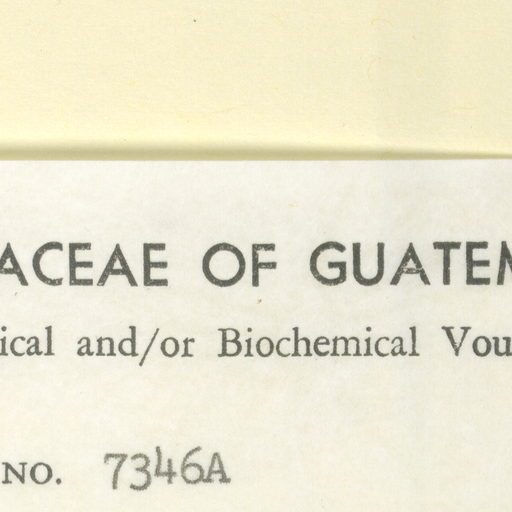 ACEAE OF GUATEM
ical and/or Biochemical Vou
NO. 7346A